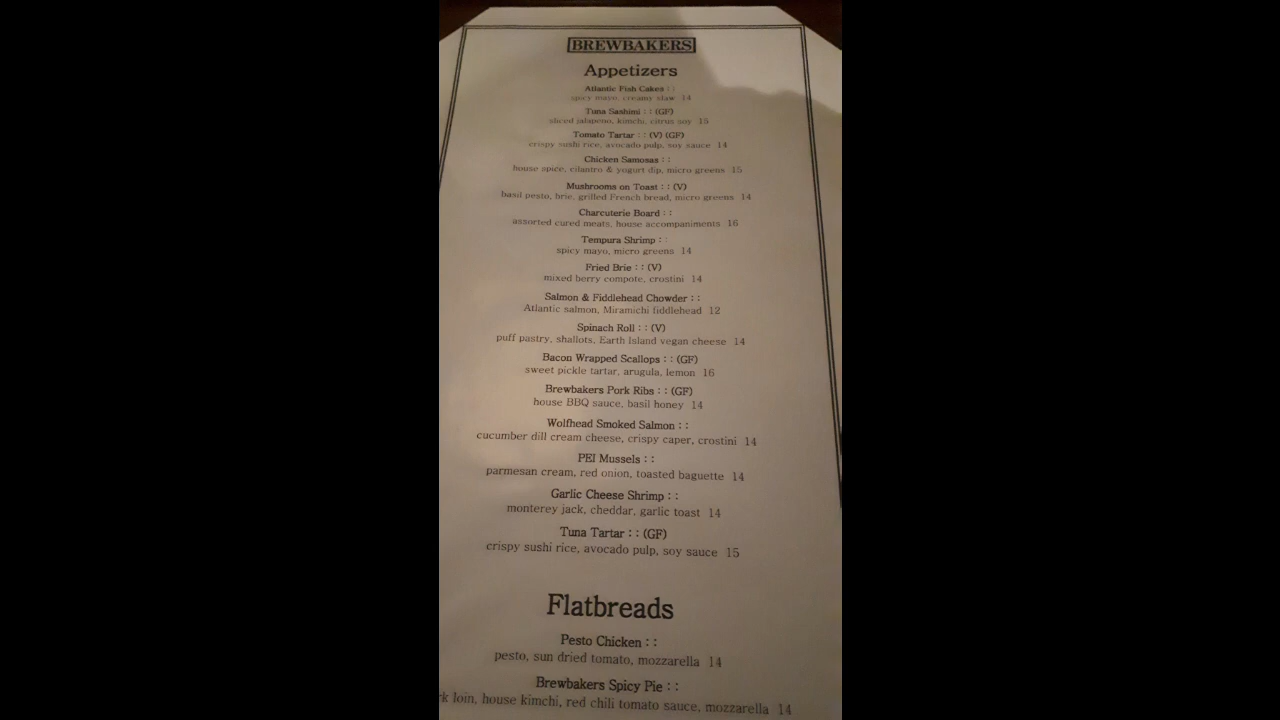 BREWBAKERS
Appetizers
Atlantic Fish Cakes : :
spicy mayo, creamy slaw 14
Tuna Sashimi : : (GF)
sliced jalapeno, kimchi, citrus soy 15
Tomato Tartar : : (V) (GF)
crispy sushi rice, avocado pulp, soy sauce 14
Chicken Samosas : :
house spice, cilantro & yogurt dip, micro greens 15
Mushrooms on Toast : : (V)
basil pesto, brie, grilled French bread, micro greens 14
Charcuterie Board : :
assorted cured meats, house accompaniments 16
Tempura Shrimp : :
spicy mayo, micro greens 14
Fried Brie : : (V)
mixed berry compote, crostini 14
Salmon & Fiddlehead Chowder : :
Atlantic salmon, Miramichi fiddlehead 12
Spinach Roll : : (V)
puff pastry, shallots, Earth Island vegan cheese 14
Bacon Wrapped Scallops : : (GF)
sweet pickle tartar, arugula, lemon 16
Brewbakers Pork Ribs : : (GF)
house BBQ sauce, basil honey 14
Wolfhead Smoked Salmon : :
cucumber dill cream cheese, crispy caper, crostini 14
PEI Mussels : :
parmesan cream, red onion, toasted baguette 14
Garlic Cheese Shrimp : :
monterey jack, cheddar, garlic toast 14
Tuna Tartar : : (GF)
crispy sushi rice, avocado pulp, soy sauce 15
Flatbreads
Pesto Chicken : :
pesto, sun dried tomato, mozzarella 14
Brewbakers Spicy Pie : :
loin, house kimchi, red chili tomato sauce, mozzarella 14